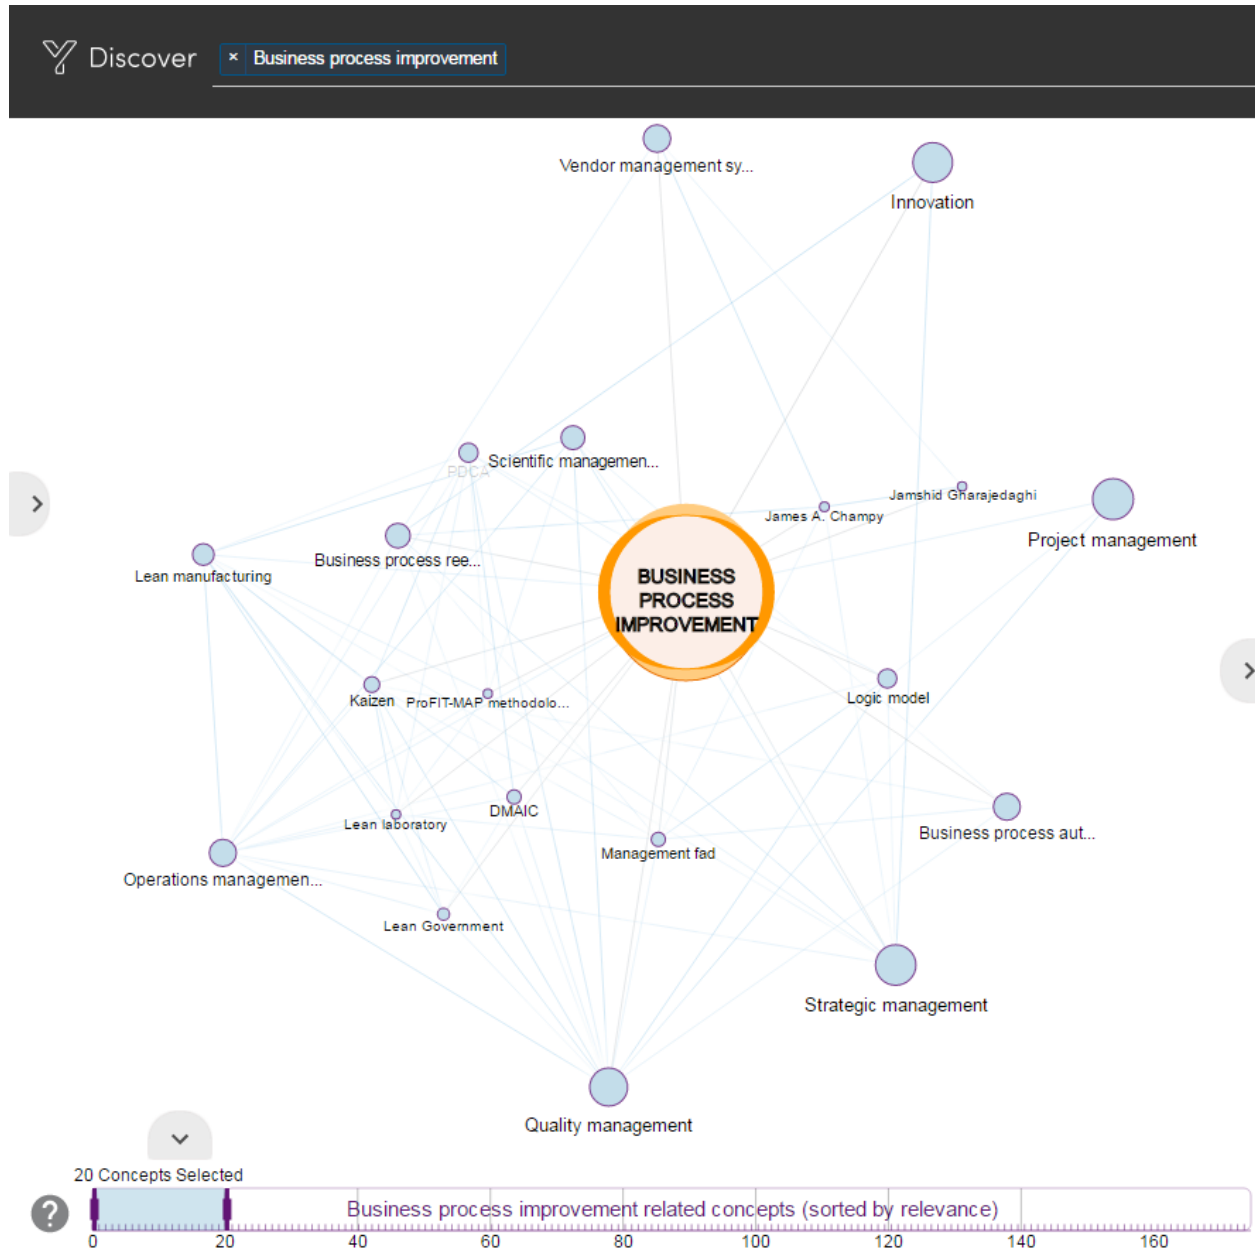 Discover
× Business process improvement
Vendor management sy...
Innovation
Scientific managemen...
PDCA
Jamshid Gharajedaghi
James A. Champy
Project management
Business process ree...
Lean manufacturing
BUSINESS
PROCESS
IMPROVEMENT
Kaizen
ProFIT-MAP methodolo...
Logic model
DMAIC
Lean laboratory
Business process aut...
Management fad
Operations managemen...
Lean Government
Strategic management
Quality management
20 Concepts Selected
Business process improvement related concepts (sorted by relevance)
?
0 20 40 60 80 100 120 140 160